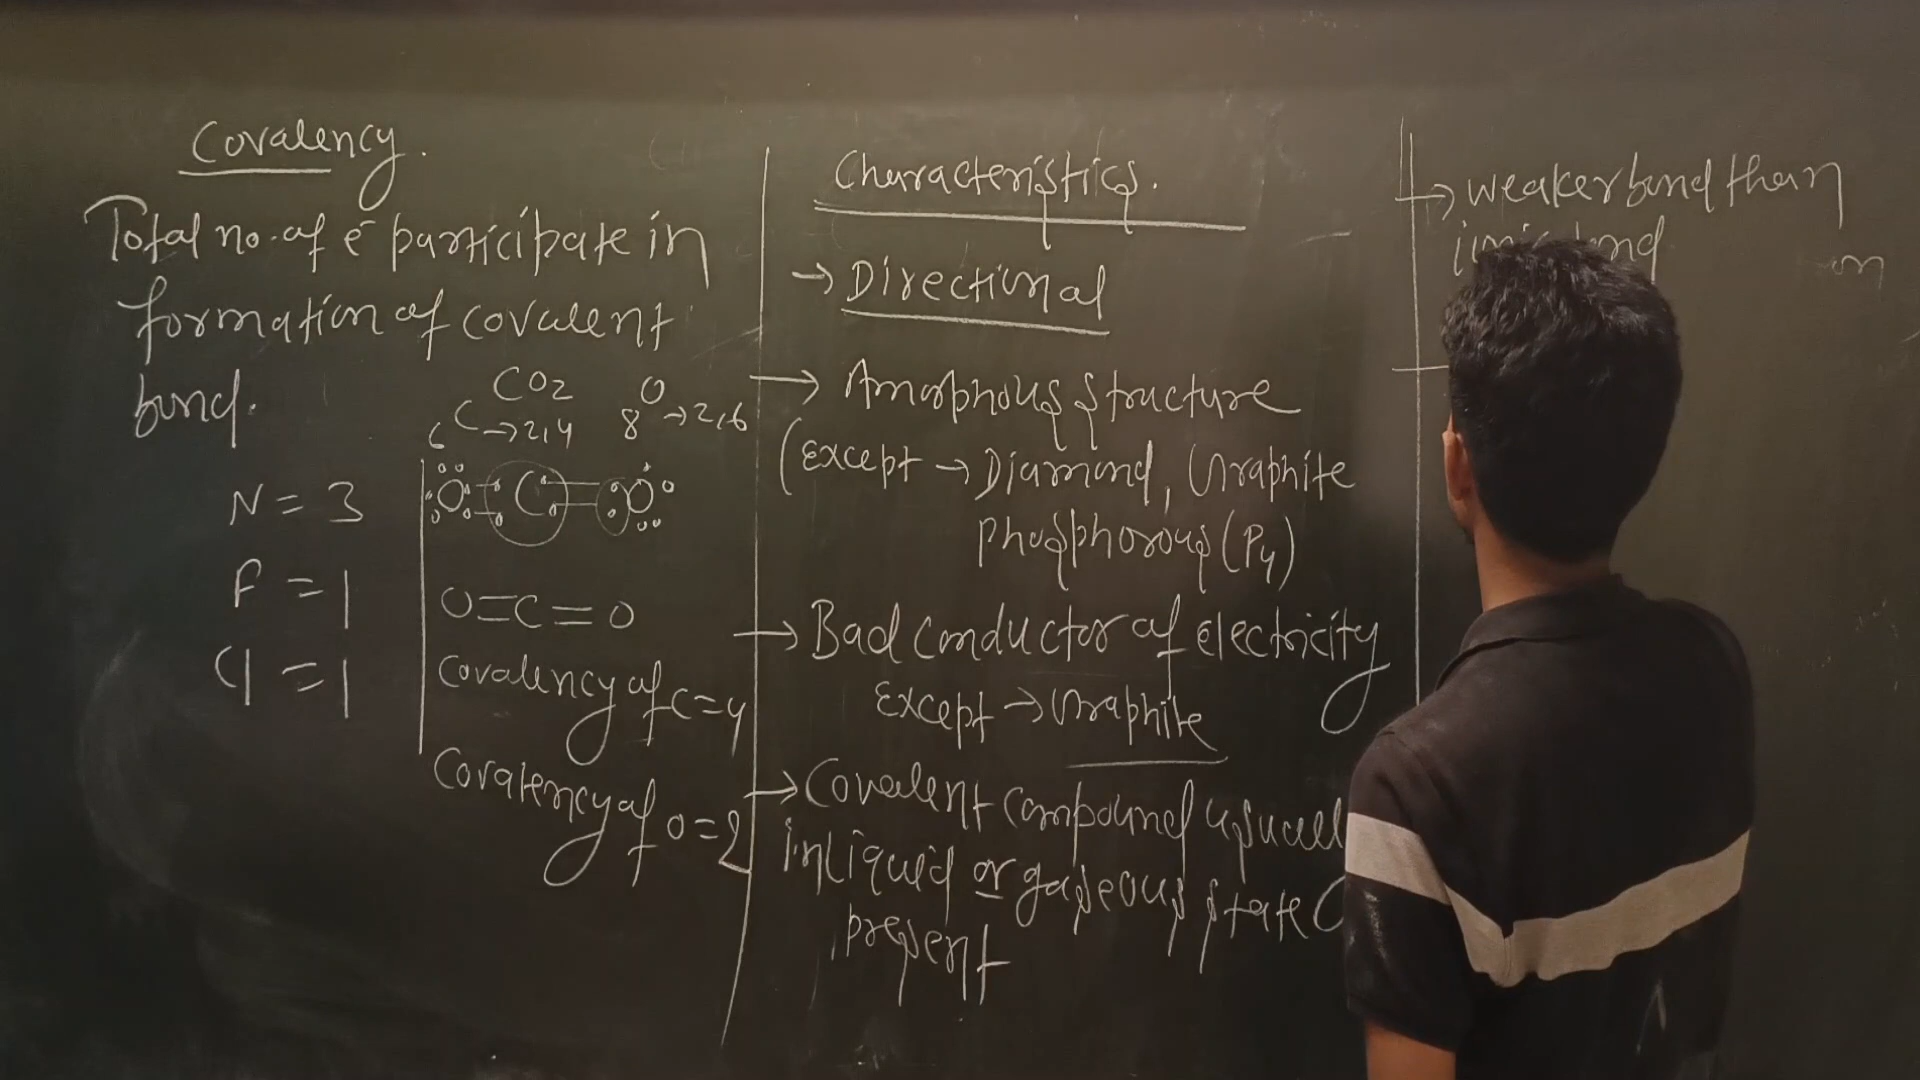 Covalency.
Total no. of e⁻ participate in
formation of covalent
bond.
N = 3
F = 1
Cl = 1
CO2
6C → 2,4
8O → 2,6
O C O
O=C=O
Covalency of C=4
Covalency of O=2
Characteristics.
→ Directional
→ Amorphous structure
(Except → Diamond, Graphite
Phosphorous (P4)
→ Bad conductor of electricity
Except → Graphite
→ Covalent compound usuall
in liquid or gaseous state
present
→ weaker bond than
bond